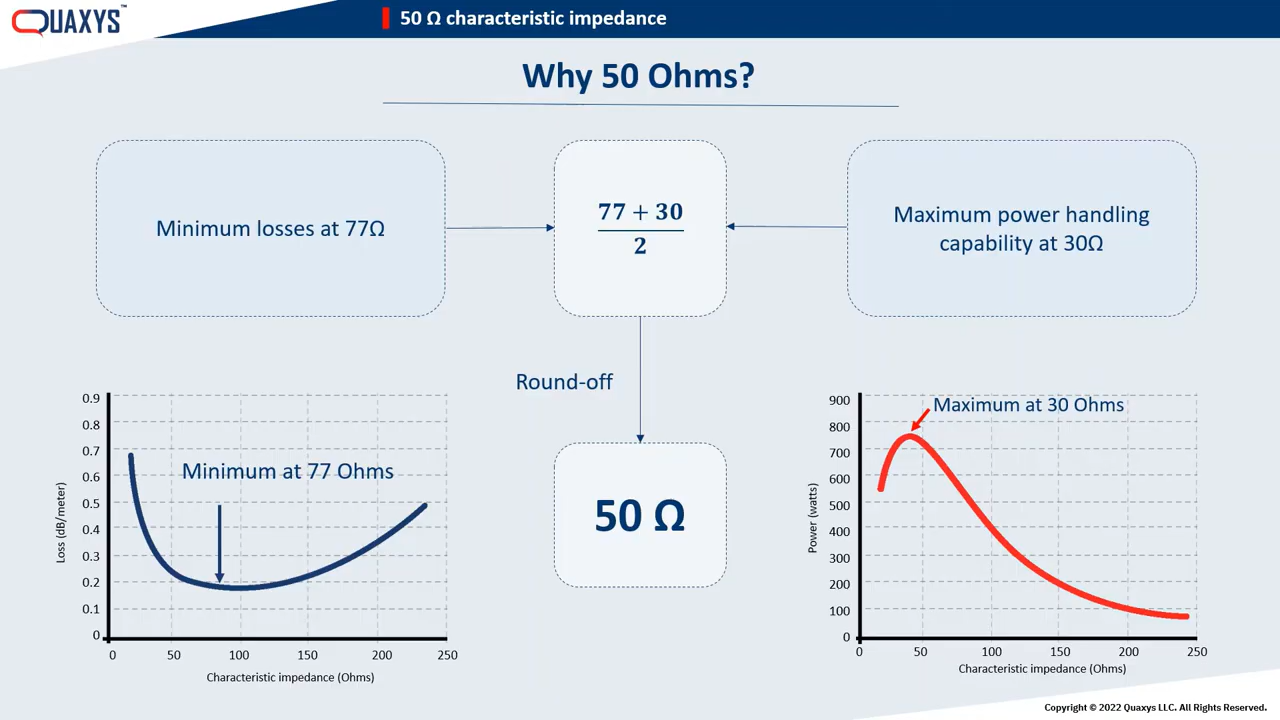 QUAXYS™
50 Ω characteristic impedance
Why 50 Ohms?
Minimum losses at 77Ω
77 + 30
2
Maximum power handling
capability at 30Ω
Round-off
50 Ω
0.9
0.8
0.7
0.6
0.5
0.4
0.3
0.2
0.1
0
Loss (dB/meter)
Minimum at 77 Ohms
0 50 100 150 200 250
Characteristic impedance (Ohms)
900
800
700
600
500
400
300
200
100
0
Power (watts)
Maximum at 30 Ohms
0 50 100 150 200 250
Characteristic impedance (Ohms)
Copyright © 2022 Quaxys LLC. All Rights Reserved.